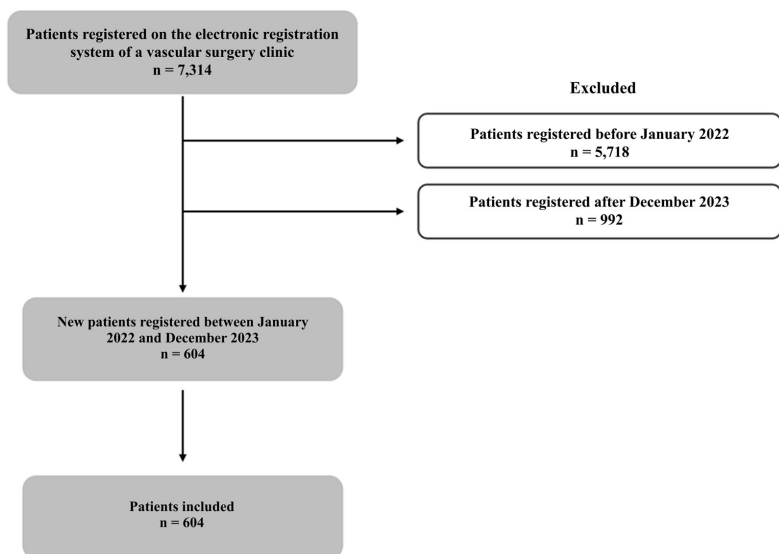 Patients registered on the electronic registration
system of a vascular surgery clinic
n = 7,314
Excluded
Patients registered before January 2022
n = 5,718
Patients registered after December 2023
n = 992
New patients registered between January
2022 and December 2023
n = 604
Patients included
n = 604